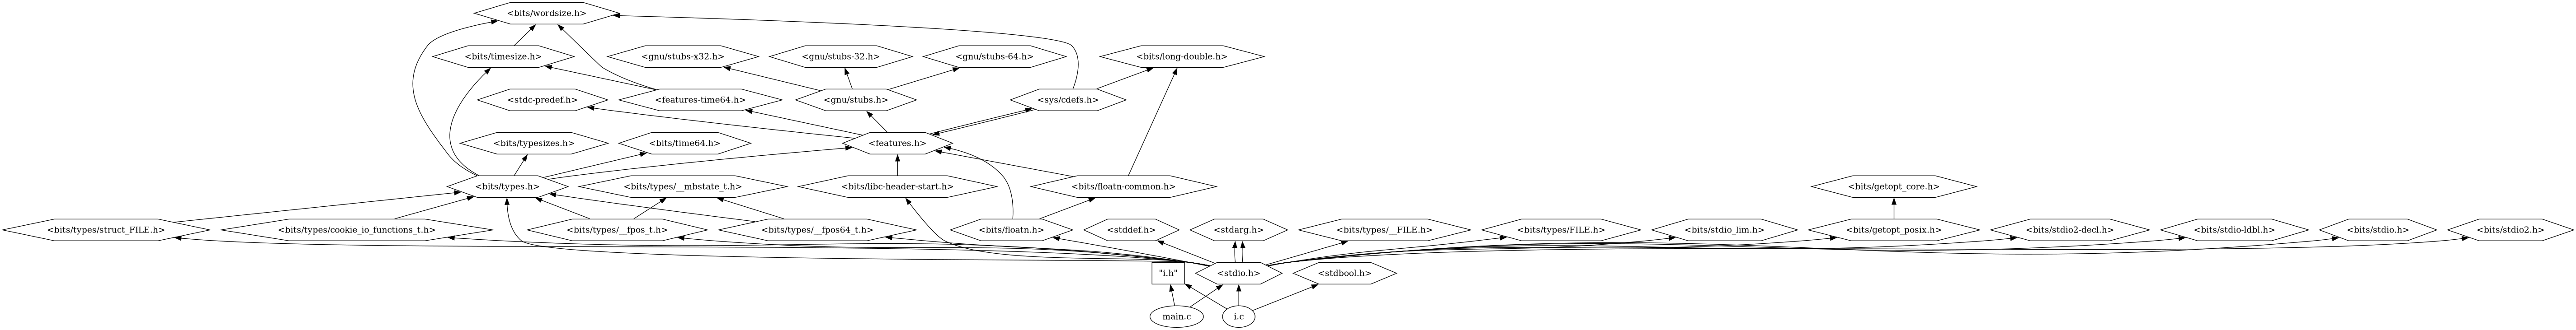 <bits/wordsize.h>
<bits/timesize.h>
<gnu/stubs-x32.h>
<gnu/stubs-32.h>
<gnu/stubs-64.h>
<bits/long-double.h>
<stdc-predef.h>
<features-time64.h>
<gnu/stubs.h>
<sys/cdefs.h>
<bits/typesizes.h>
<bits/time64.h>
<features.h>
<bits/types.h>
<bits/types/__mbstate_t.h>
<bits/libc-header-start.h>
<bits/floatn-common.h>
<bits/getopt_core.h>
<bits/types/struct_FILE.h>
<bits/types/cookie_io_functions_t.h>
<bits/types/__fpos_t.h>
<bits/types/__fpos64_t.h>
<bits/floatn.h>
<stddef.h>
<stdarg.h>
<bits/types/__FILE.h>
<bits/types/FILE.h>
<bits/stdio_lim.h>
<bits/getopt_posix.h>
<bits/stdio2-decl.h>
<bits/stdio-ldbl.h>
<bits/stdio.h>
<bits/stdio2.h>
"i.h"
<stdio.h>
<stdbool.h>
main.c
i.c